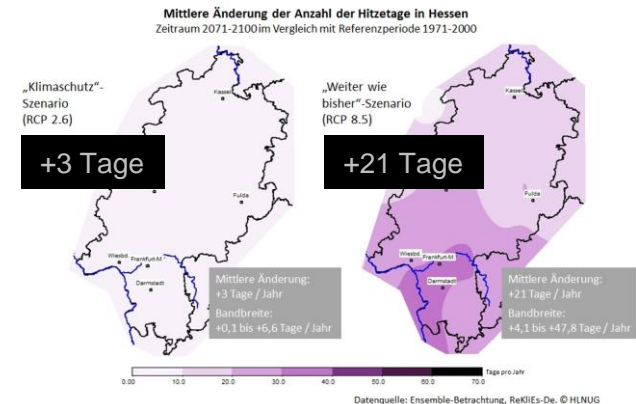 Mittlere Änderung der Anzahl der Hitzetage in Hessen
Zeitraum 2071-2100 im Vergleich mit Referenzperiode 1971-2000
„Klimaschutz“-
Szenario
(RCP 2.6)
+3 Tage
Kassel
Fulda
Wiesbd.
Frankfurt-M.
Darmstadt
Mittlere Änderung:
+3 Tage / Jahr
Bandbreite:
+0,1 bis +6,6 Tage / Jahr
„Weiter wie
bisher“-Szenario
(RCP 8.5)
+21 Tage
Kassel
Fulda
Wiesbd.
Frankfurt-M.
Darmstadt
Mittlere Änderung:
+21 Tage / Jahr
Bandbreite:
+4,1 bis +47,8 Tage / Jahr
Tage pro Jahr
0.00 10.0 20.0 30.0 40.0 50.0 60.0 70.0
Datenquelle: Ensemble-Betrachtung, ReKliEs-De. © HLNUG